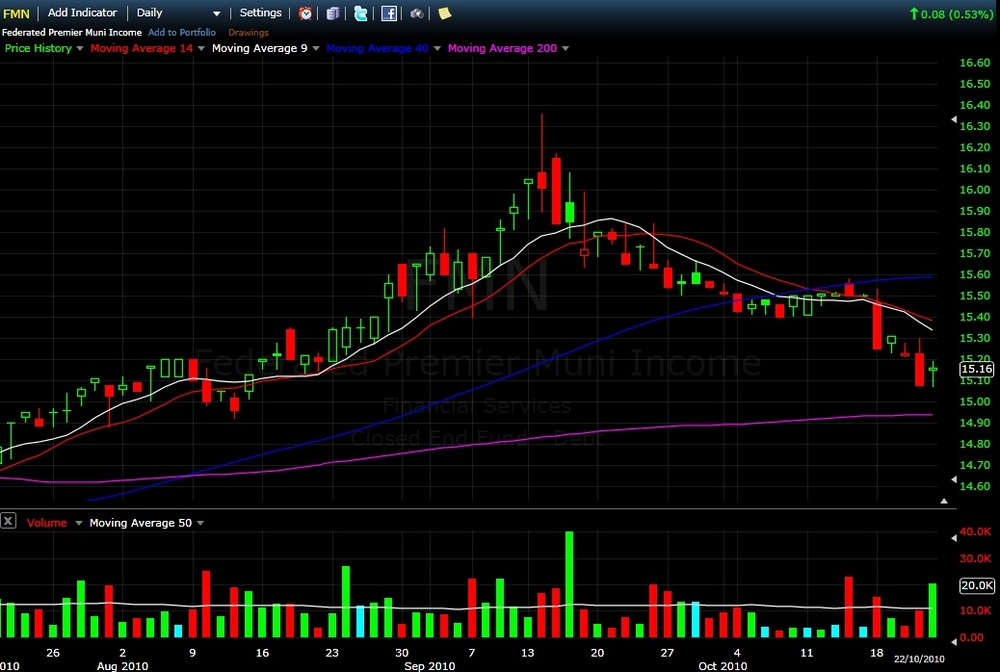 FMN Add Indicator Daily Settings 0.08 (0.53%)
Federated Premier Muni Income Add to Portfolio Drawings
Price History Moving Average 14 Moving Average 9 Moving Average 40 Moving Average 200
16.60
16.50
16.40
16.30
16.20
16.10
16.00
15.90
15.80
15.70
15.60
15.50
15.40
15.30
15.20
15.16
15.10
15.00
14.90
14.80
14.70
14.60
FMN
Federated Premier Muni Income
Financial Services
Closed End Fund - Debt
X Volume Moving Average 50
40.0K
30.0K
20.0K
10.0K
0.00
26 2 9 16 23 30 7 13 20 27 4 11 18 22/10/2010
010 Aug 2010 Sep 2010 Oct 2010